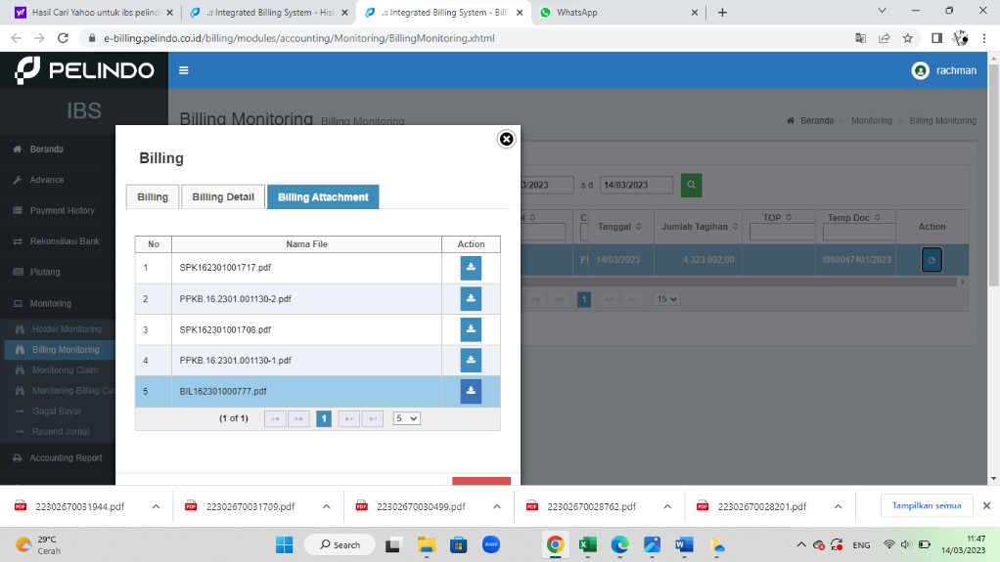 Hasil Cari Yahoo untuk ibs pelind
.:: Integrated Billing System - Hist
.:: Integrated Billing System - Billi
WhatsApp
e-billing.pelindo.co.id/billing/modules/accounting/Monitoring/BillingMonitoring.xhtml
PELINDO
rachman
IBS
Billing Monitoring Billing Monitoring
Beranda - Monitoring - Billing Monitoring
Beranda
Advance
Payment History
Rekonsiliasi Bank
Piutang
Monitoring
Holder Monitoring
Billing Monitoring
Monitoring Claim
Monitoring Billing Ca
Gagal Bayar
Resend Jurnal
Accounting Report
Billing
Billing Billing Detail Billing Attachment
No Nama File Action
1 SPK162301001717.pdf
2 PPKB.16.2301.001130-2.pdf
3 SPK162301001708.pdf
4 PPKB.16.2301.001130-1.pdf
5 BIL162301000777.pdf
(1 of 1) 1 5
3/2023 s.d 14/03/2023
Tanggal Jumlah Tagihan TOP Temp Doc Action
14/03/2023 4.323.092,00 I860047401/2023
1 15
22302670031944.pdf
22302670031709.pdf
22302670030499.pdf
22302670028762.pdf
22302670028201.pdf
Tampilkan semua
29°C
Cerah
Search
zoom
ENG
11:47
14/03/2023